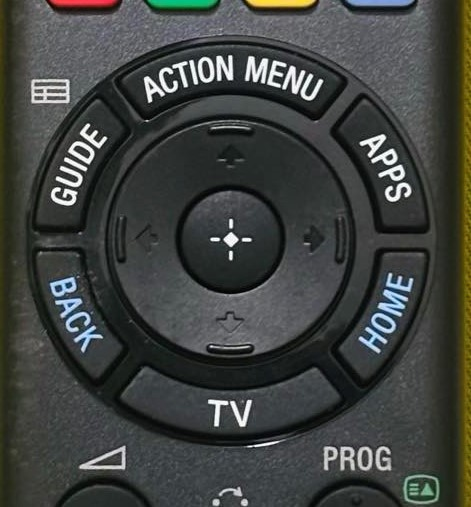 ACTION MENU
GUIDE
APPS
BACK
HOME
TV
PROG